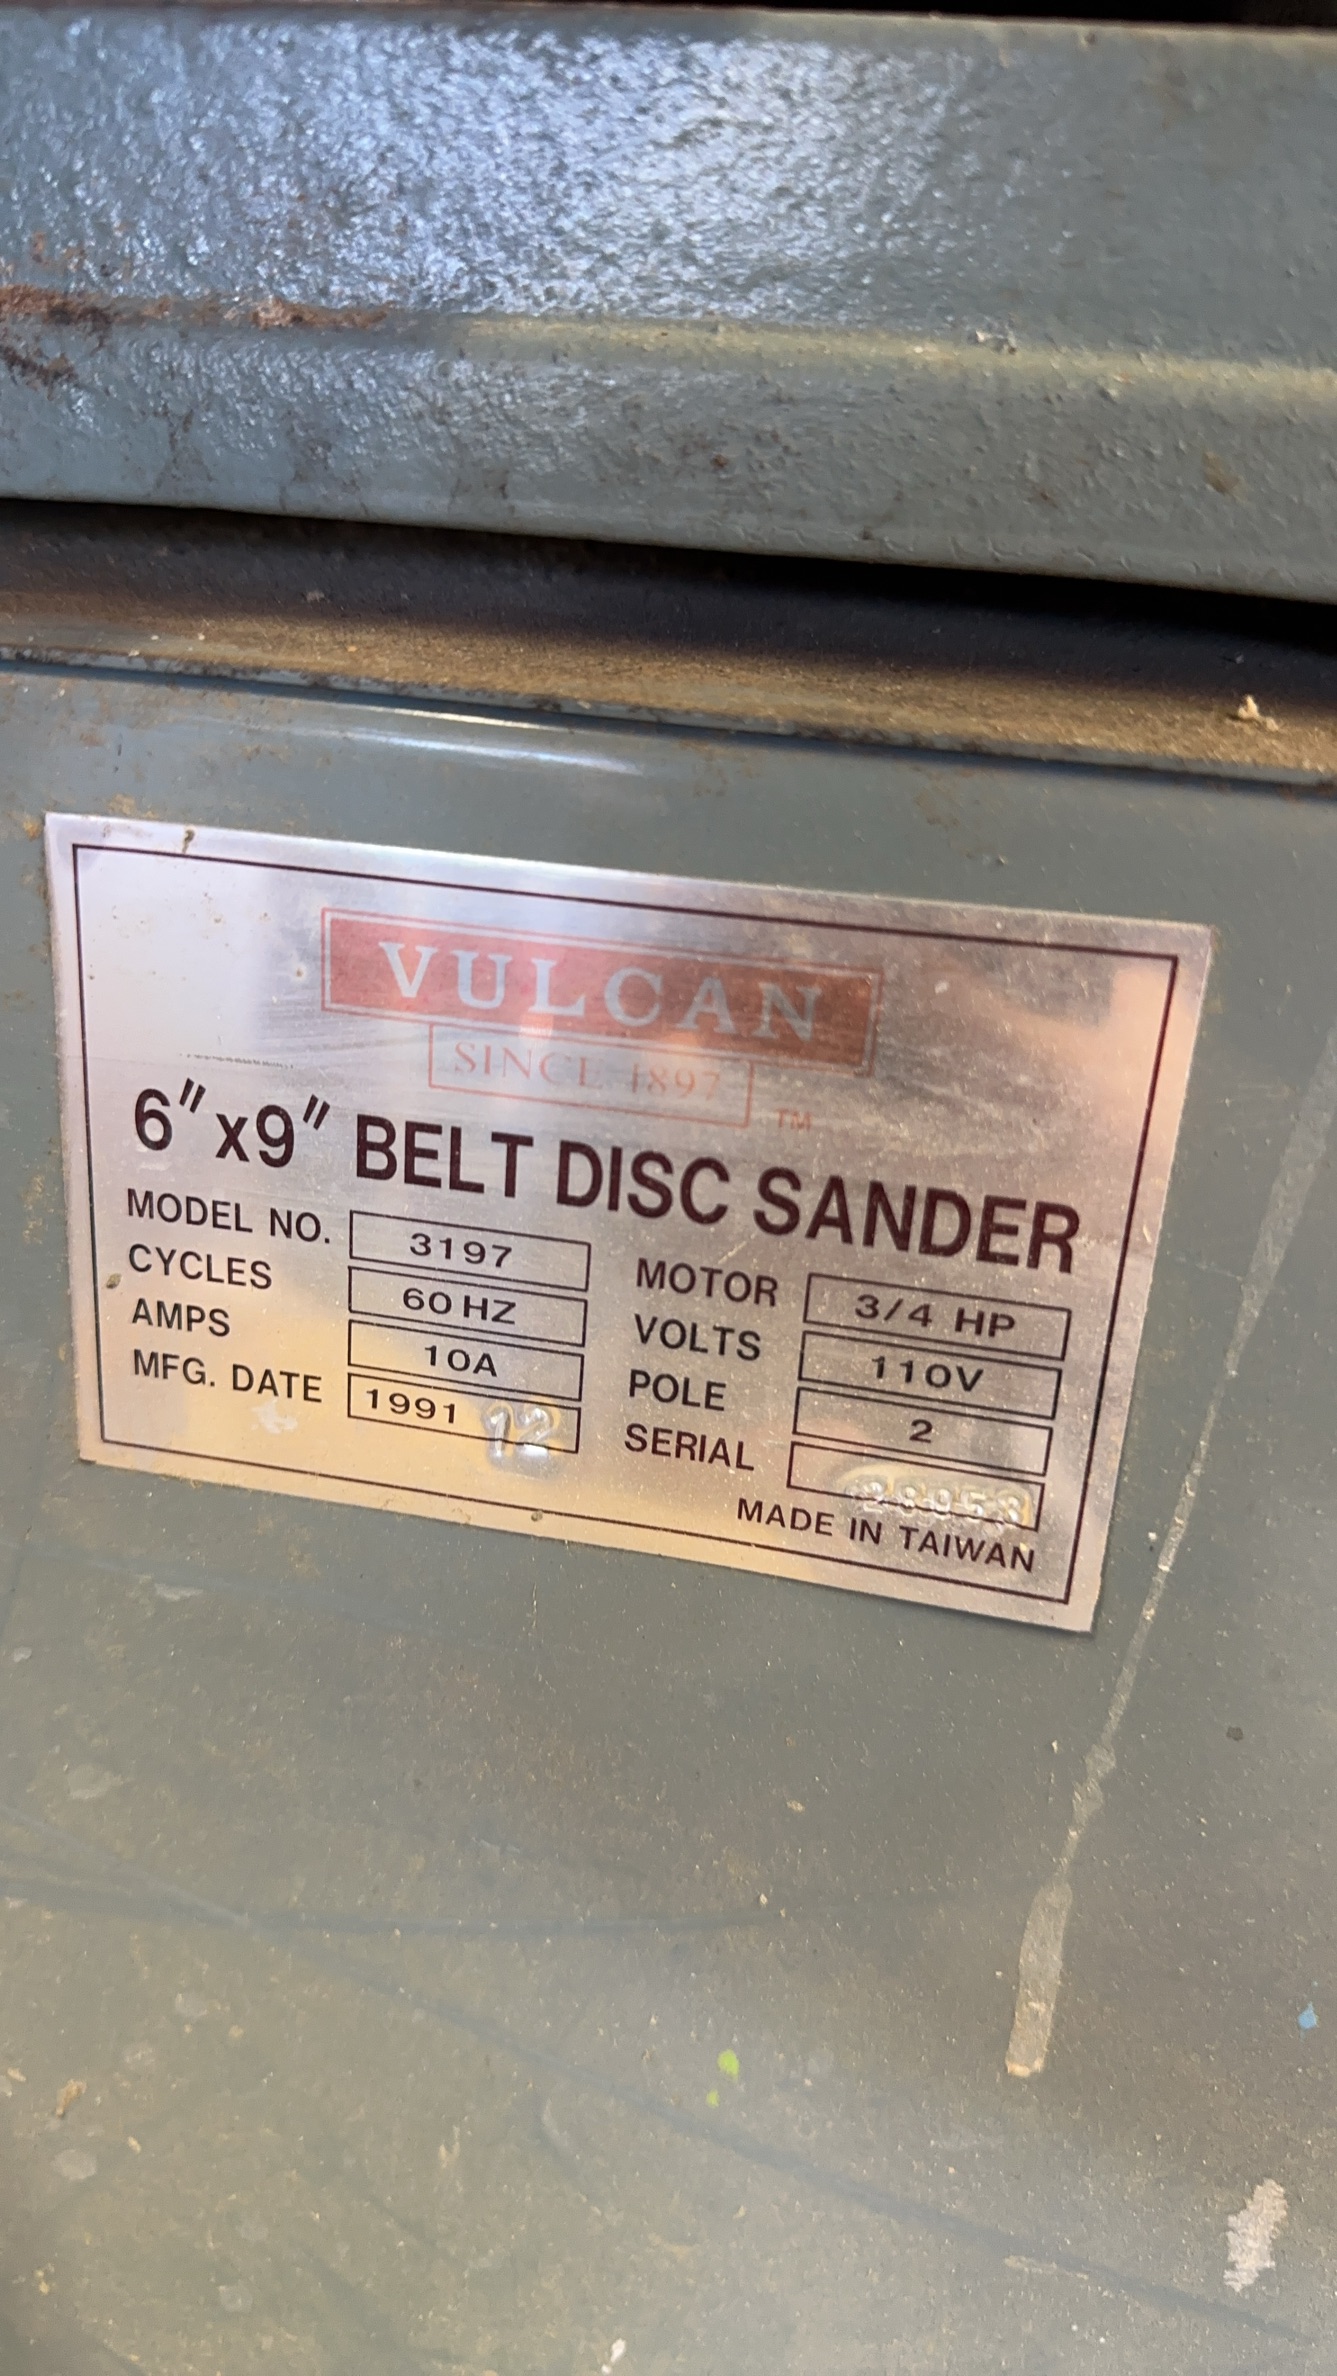 VULCAN
SINCE 1897 TM
6"x9" BELT DISC SANDER
MODEL NO. 3197 MOTOR 3/4 HP
CYCLES 60 HZ VOLTS 110V
AMPS 10A POLE 2
MFG. DATE 1991 12 SERIAL
MADE IN TAIWAN